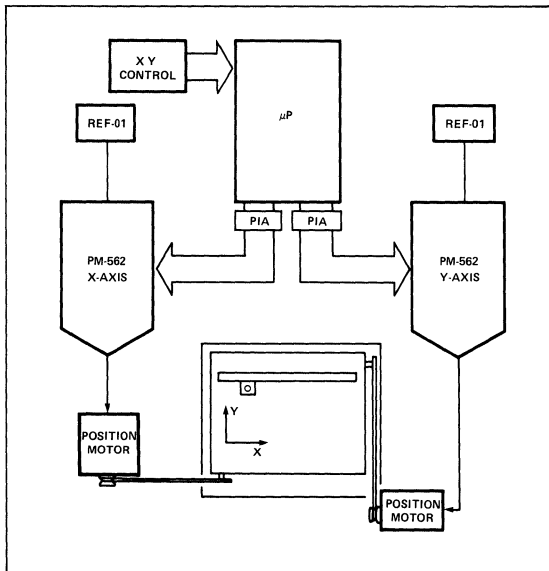 X Y
CONTROL
µP
REF-01
REF-01
PIA
PIA
PM-562
X-AXIS
PM-562
Y-AXIS
Y
X
POSITION
MOTOR
POSITION
MOTOR